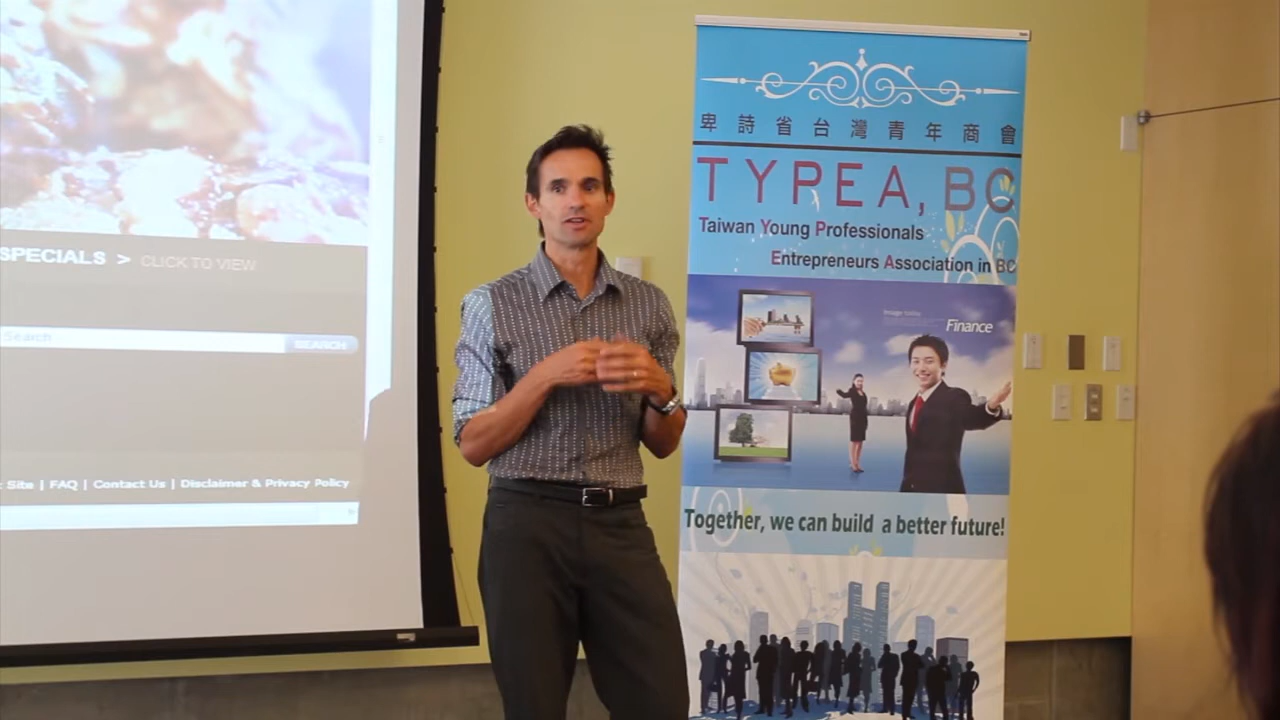 SPECIALS > CLICK TO VIEW
Search
SEARCH
Site | FAQ | Contact Us | Disclaimer & Privacy Policy
卑詩省台灣青年商會
TYPEA, BC
Taiwan Young Professionals
Entrepreneurs Association in BC
Finance
Together, we can build a better future!